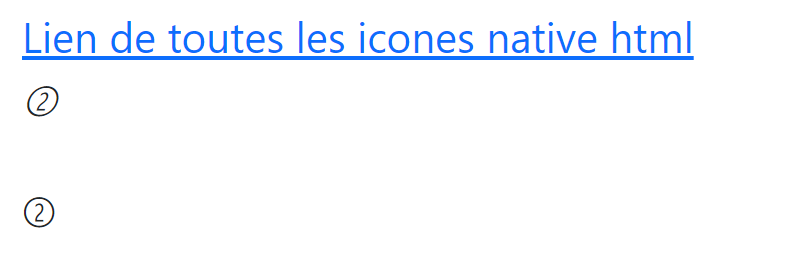 Lien de toutes les icones native html
②
②